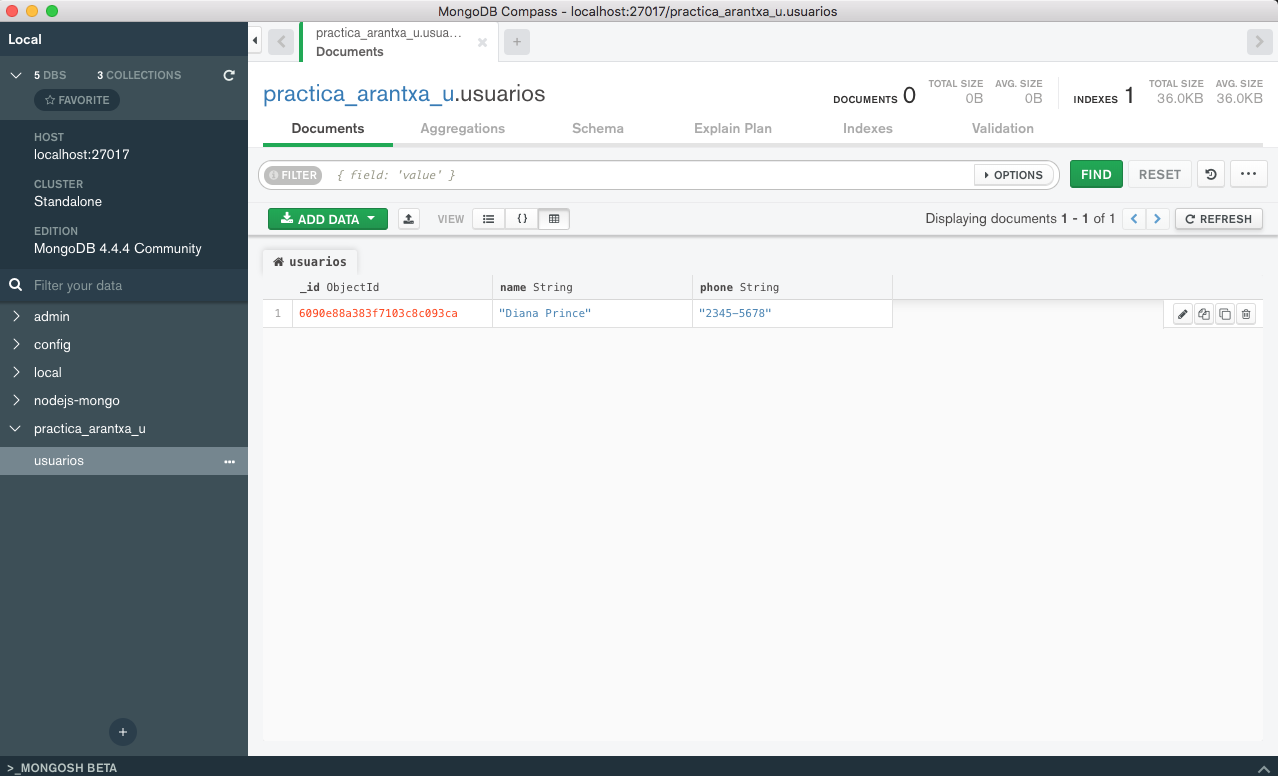 MongoDB Compass - localhost:27017/practica_arantxa_u.usuarios
Local
5 DBS 3 COLLECTIONS
FAVORITE
HOST
localhost:27017
CLUSTER
Standalone
EDITION
MongoDB 4.4.4 Community
Filter your data
admin
config
local
nodejs-mongo
practica_arantxa_u
usuarios
>_MONGOSH BETA
practica_arantxa_u.usua...
Documents
practica_arantxa_u.usuarios
DOCUMENTS 0 TOTAL SIZE 0B AVG. SIZE 0B
INDEXES 1 TOTAL SIZE 36.0KB AVG. SIZE 36.0KB
Documents Aggregations Schema Explain Plan Indexes Validation
FILTER { field: 'value' } OPTIONS FIND RESET ...
ADD DATA VIEW {} Displaying documents 1 - 1 of 1 < > REFRESH
usuarios
_id ObjectId name String phone String
1 6090e88a383f7103c8c093ca "Diana Prince" "2345-5678"